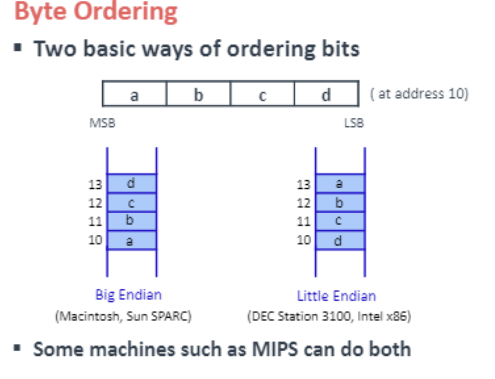 Byte Ordering
▪ Two basic ways of ordering bits
a b c d ( at address 10)
MSB LSB
13 d 13 a
12 c 12 b
11 b 11 c
10 a 10 d
Big Endian Little Endian
(Macintosh, Sun SPARC) (DEC Station 3100, Intel x86)
▪ Some machines such as MIPS can do both